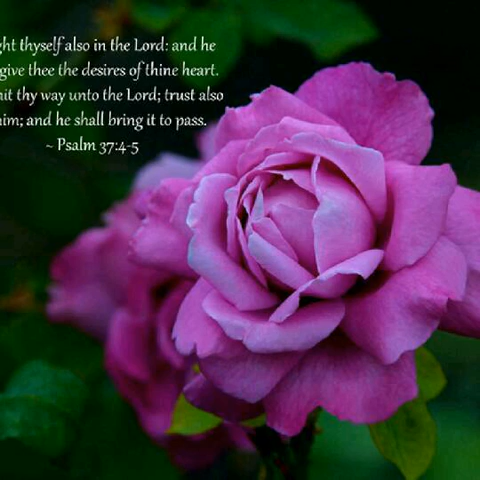 ght thyself also in the Lord: and he
give thee the desires of thine heart.
it thy way unto the Lord; trust also
him; and he shall bring it to pass.
~ Psalm 37:4-5